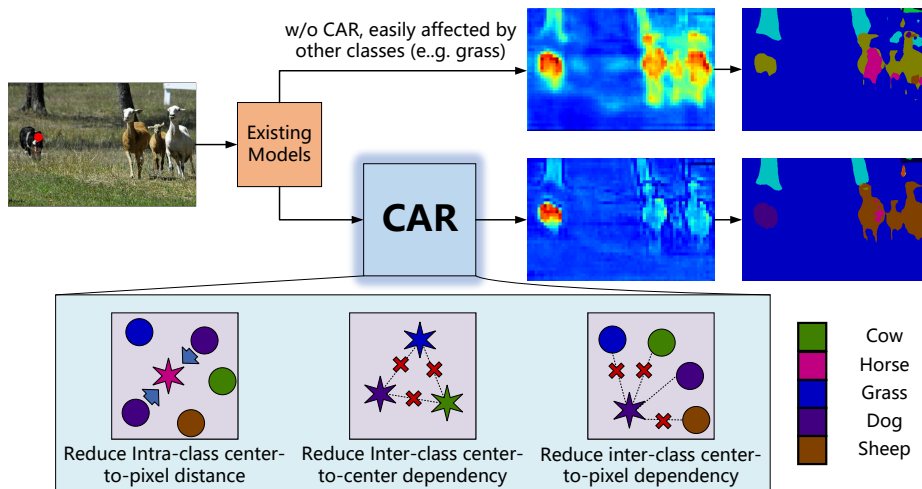 w/o CAR, easily affected by
other classes (e..g. grass)
Existing
Models
CAR
Reduce Intra-class center-
to-pixel distance
Reduce Inter-class center-
to-center dependency
Reduce inter-class center-
to-pixel dependency
Cow
Horse
Grass
Dog
Sheep